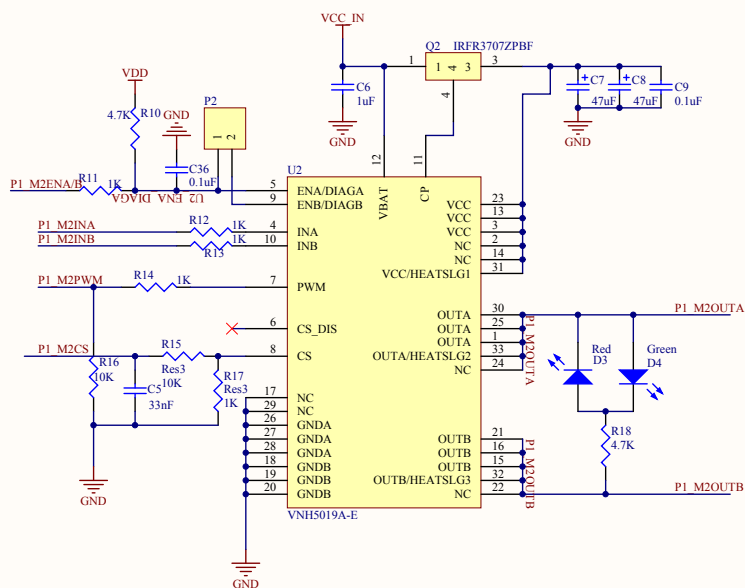 VCC_IN
Q2 IRFR3707ZPBF
1 1 4 3 3
4
C6
1uF
GND
C7
47uF
C8
47uF
C9
0.1uF
GND
VDD
4.7K R10
GND
P2
1 2
C36
0.1uF
P1_M2ENA/B
R11 1K
U2_ENA_DIAGA
U2
12 11
VBAT CP
5 ENA/DIAGA
9 ENB/DIAGB
P1_M2INA R12 1K 4 INA
P1_M2INB R13 1K 10 INB
P1_M2PWM R14 1K 7 PWM
6 CS_DIS
P1_M2CS R15 8 CS
Res3
10K
R16
10K
C5
33nF
R17
Res3
1K
GND
17 NC
29 NC
26 GNDA
27 GNDA
28 GNDA
18 GNDB
19 GNDB
20 GNDB
GND
VCC 23
VCC 13
VCC 3
NC 2
NC 14
VCC/HEATSLG1 31
OUTA 30
OUTA 25
OUTA 1
OUTA/HEATSLG2 33
NC 24
P1_M2OUTA
P1_M2OUTA
Red
D3
Green
D4
R18
4.7K
OUTB 21
OUTB 16
OUTB 15
OUTB/HEATSLG3 32
NC 22
P1_M2OUTB
P1_M2OUTB
VNH5019A-E